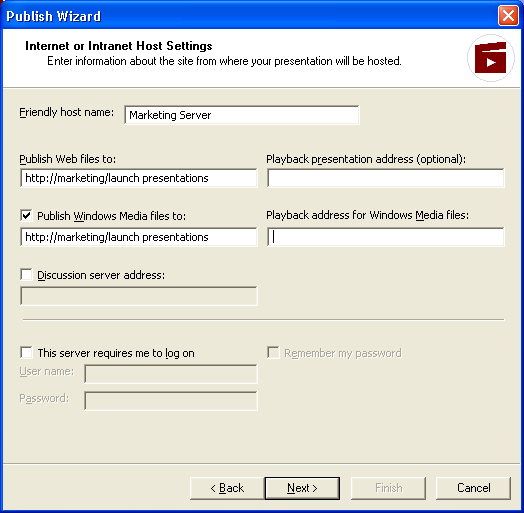 Publish Wizard
Internet or Intranet Host Settings
Enter information about the site from where your presentation will be hosted.
Friendly host name: Marketing Server
Publish Web files to: Playback presentation address (optional):
http://marketing/launch presentations
Publish Windows Media files to: Playback address for Windows Media files:
http://marketing/launch presentations
Discussion server address:
This server requires me to log on Remember my password
User name:
Password:
< Back Next > Finish Cancel